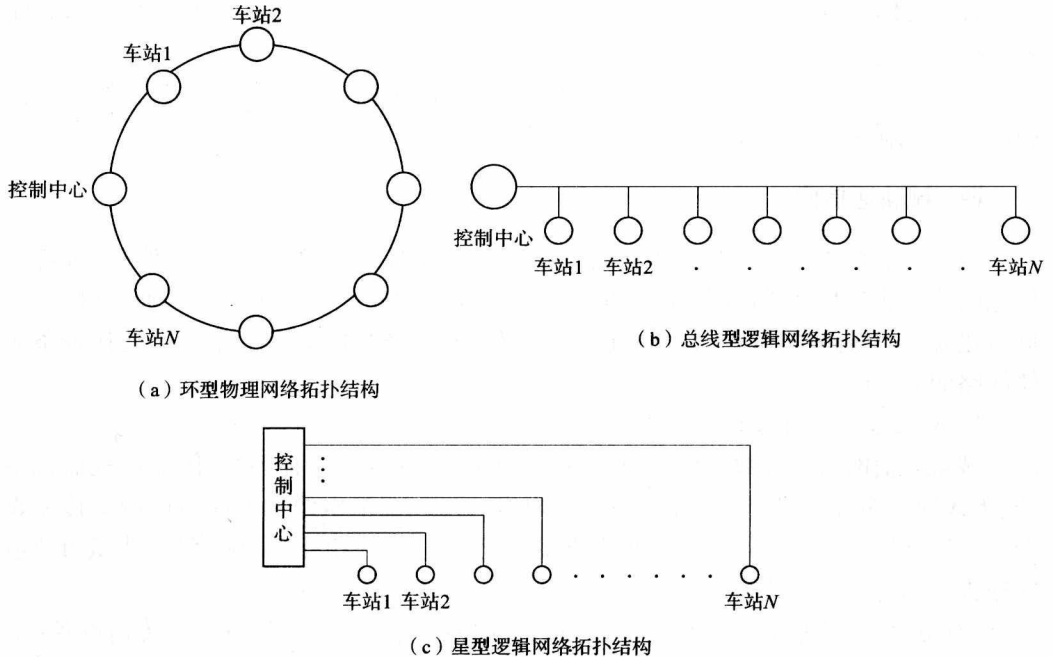 车站2
车站1
控制中心
车站N
(a)环型物理网络拓扑结构
控制中心
车站1 车站2 · · · · · 车站N
(b)总线型逻辑网络拓扑结构
控制中心
车站1 车站2 · · · · · · 车站N
(c)星型逻辑网络拓扑结构